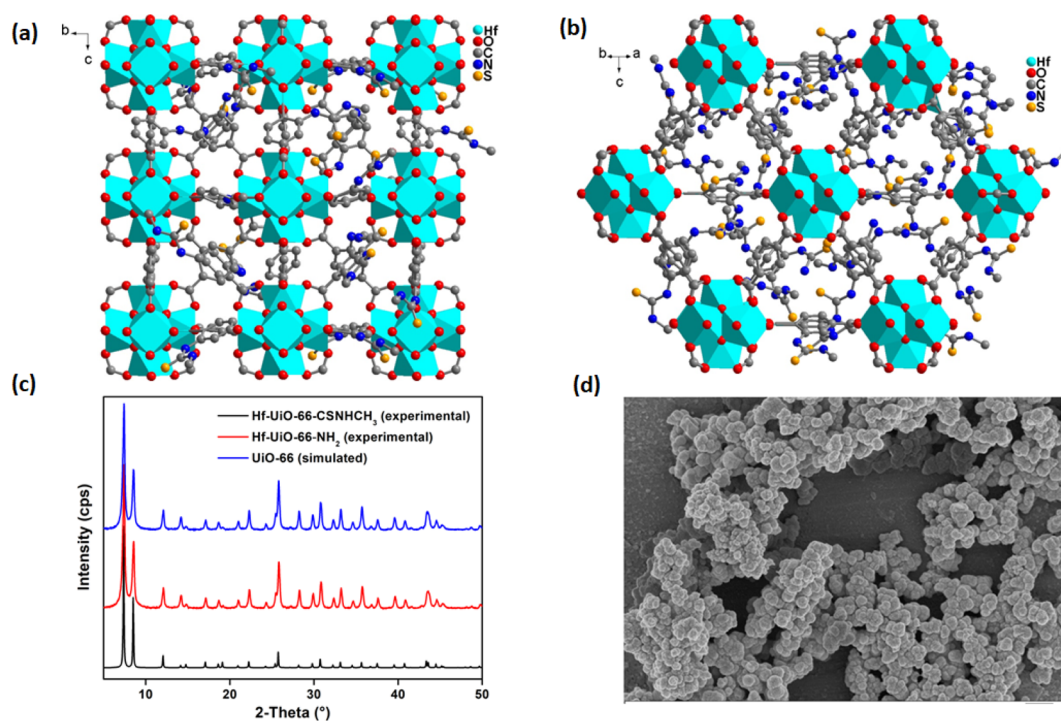 (a)
b
c
Hf
O
C
N
S
(b)
b a
c
Hf
O
C
N
S
(c)
Hf-UiO-66-CSNHCH₃ (experimental)
Hf-UiO-66-NH₂ (experimental)
UiO-66 (simulated)
Intensity (cps)
10 20 30 40 50
2-Theta (°)
(d)